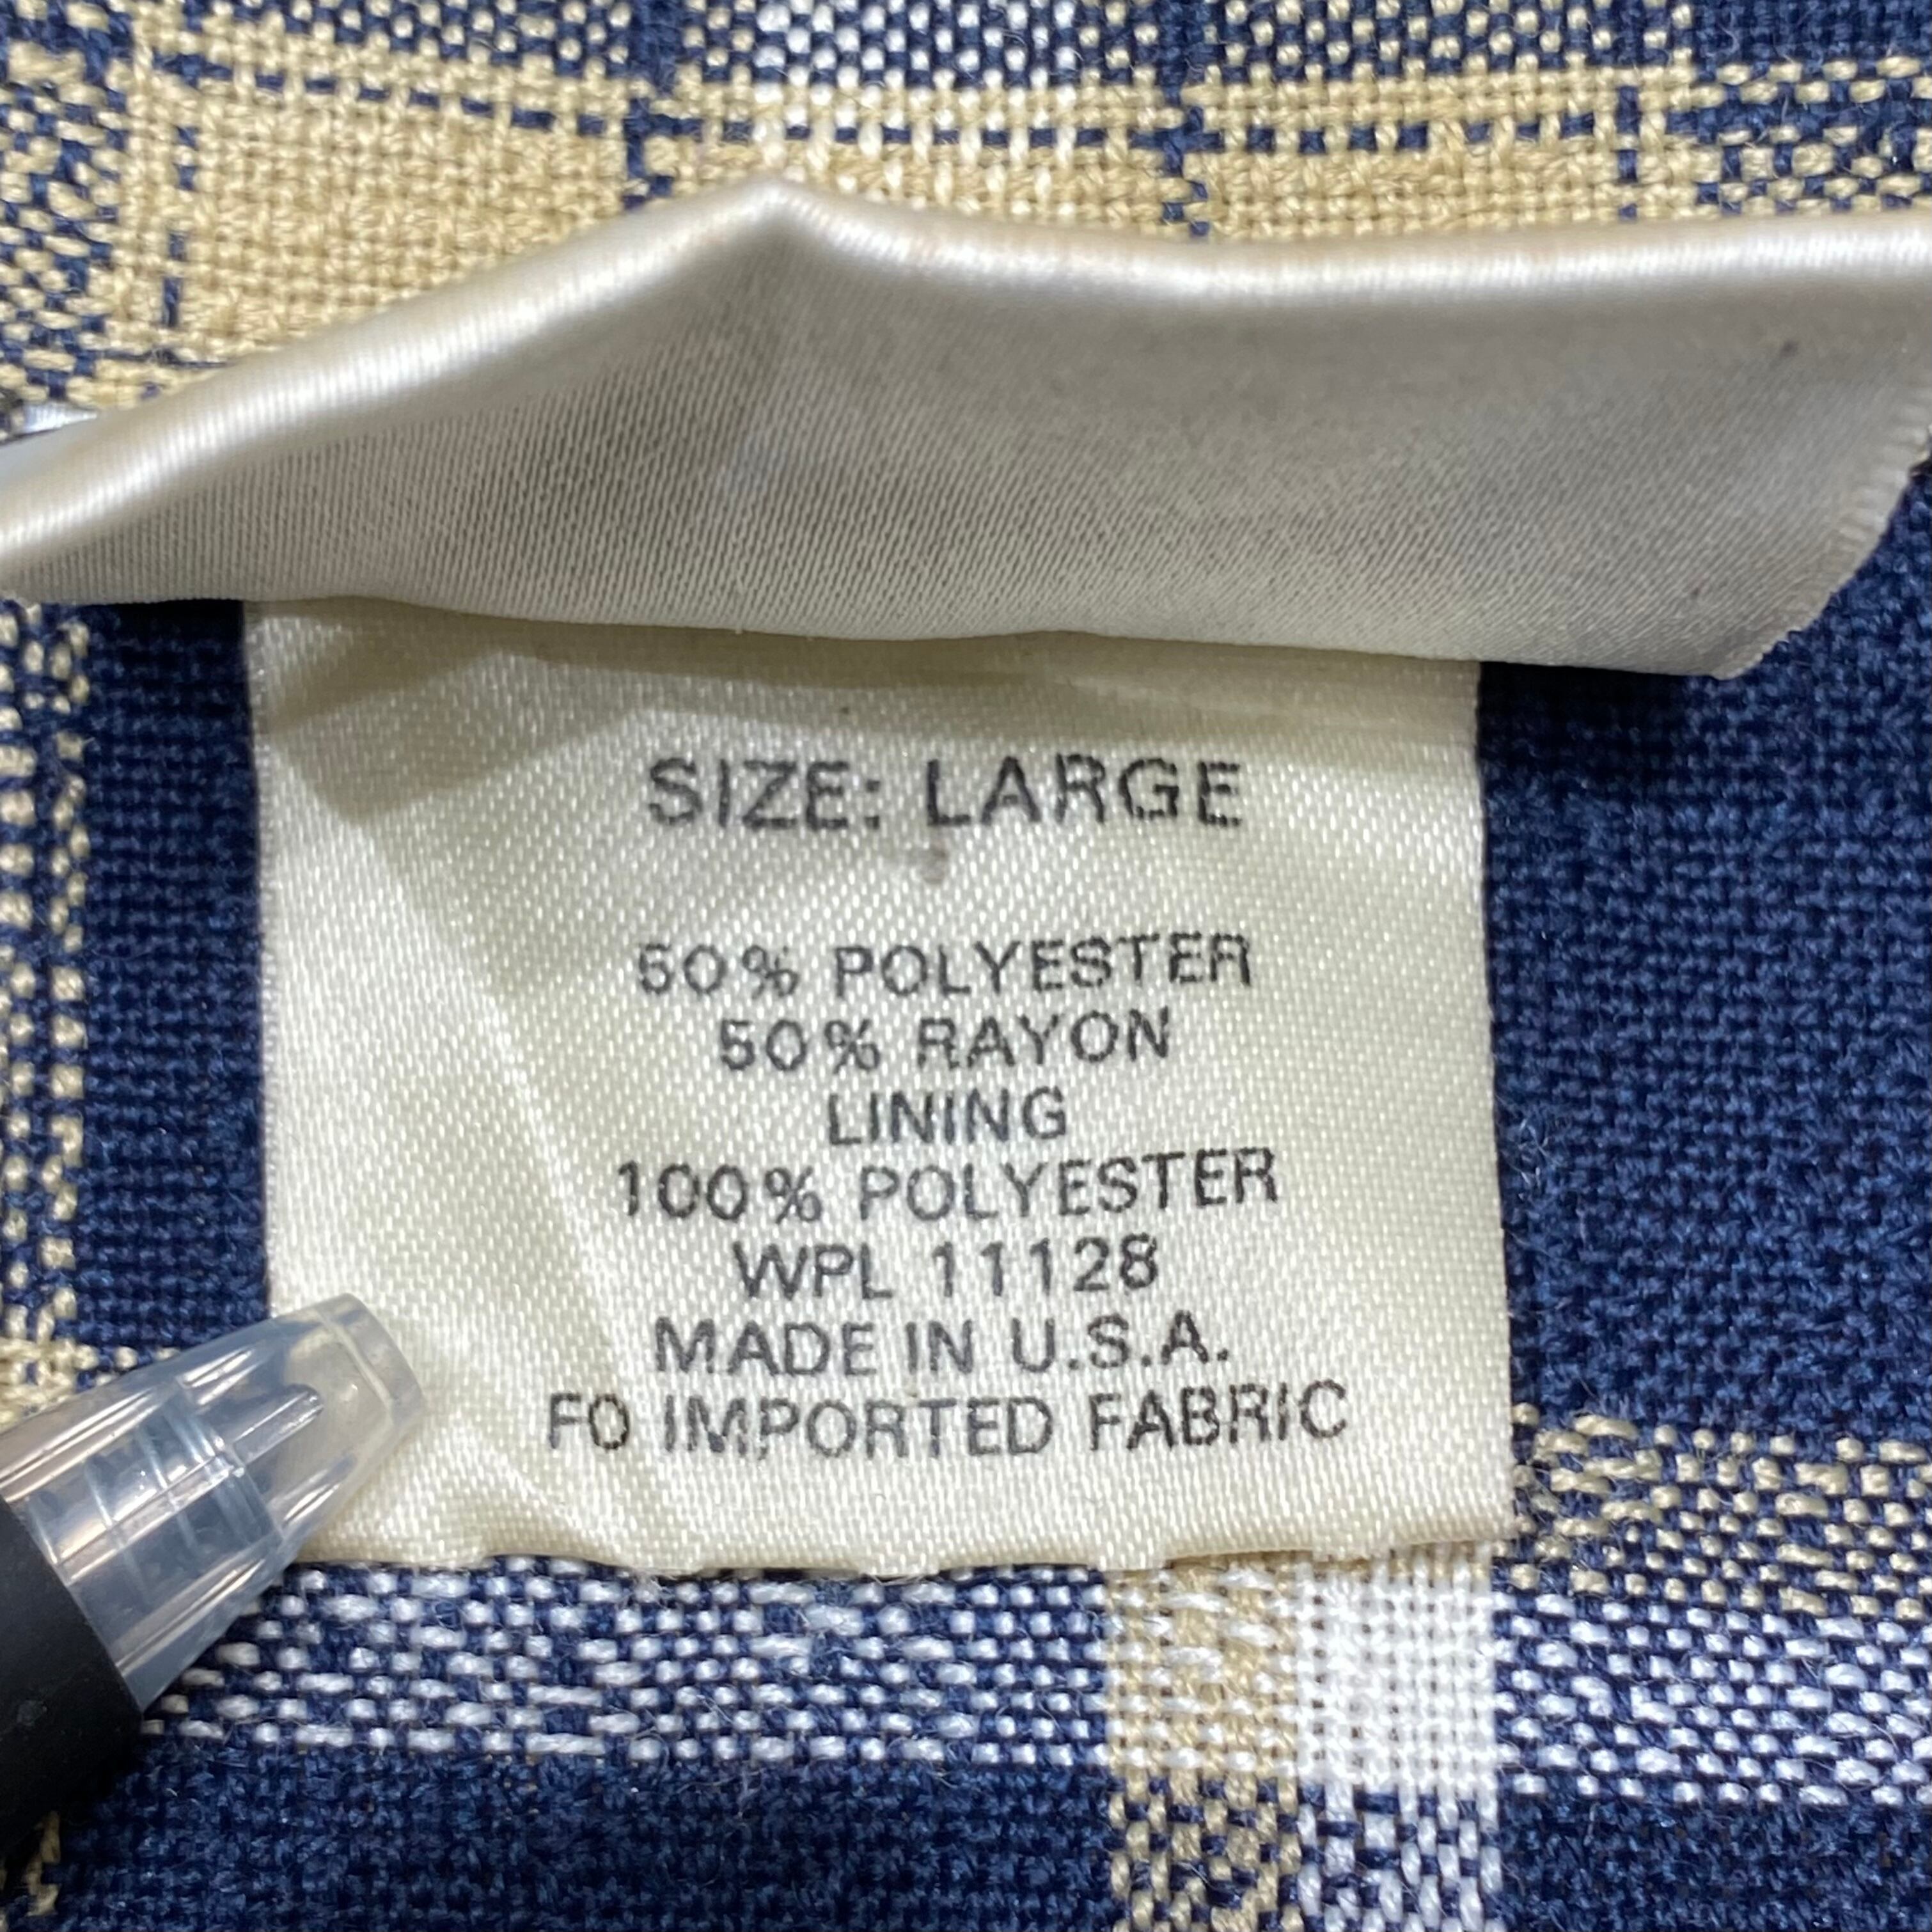 SIZE: LARGE
50% POLYESTER
50% RAYON
LINING
100% POLYESTER
WPL 11128
MADE IN U.S.A.
FO IMPORTED FABRIC